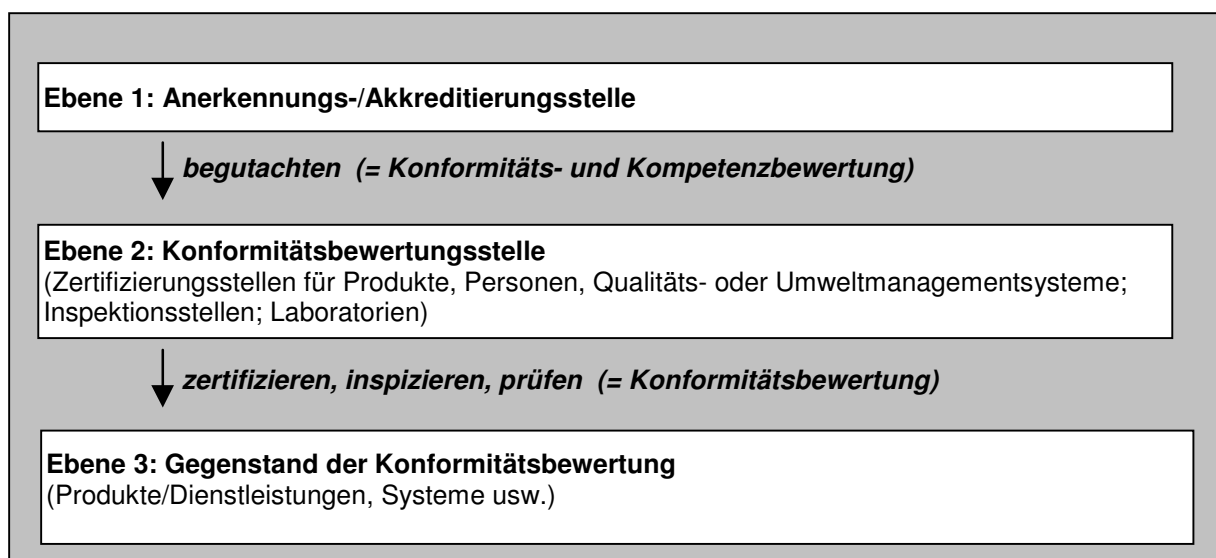 Ebene 1: Anerkennungs-/Akkreditierungsstelle
begutachten (= Konformitäts- und Kompetenzbewertung)
Ebene 2: Konformitätsbewertungsstelle
(Zertifizierungsstellen für Produkte, Personen, Qualitäts- oder Umweltmanagementsysteme;
Inspektionsstellen; Laboratorien)
zertifizieren, inspizieren, prüfen (= Konformitätsbewertung)
Ebene 3: Gegenstand der Konformitätsbewertung
(Produkte/Dienstleistungen, Systeme usw.)